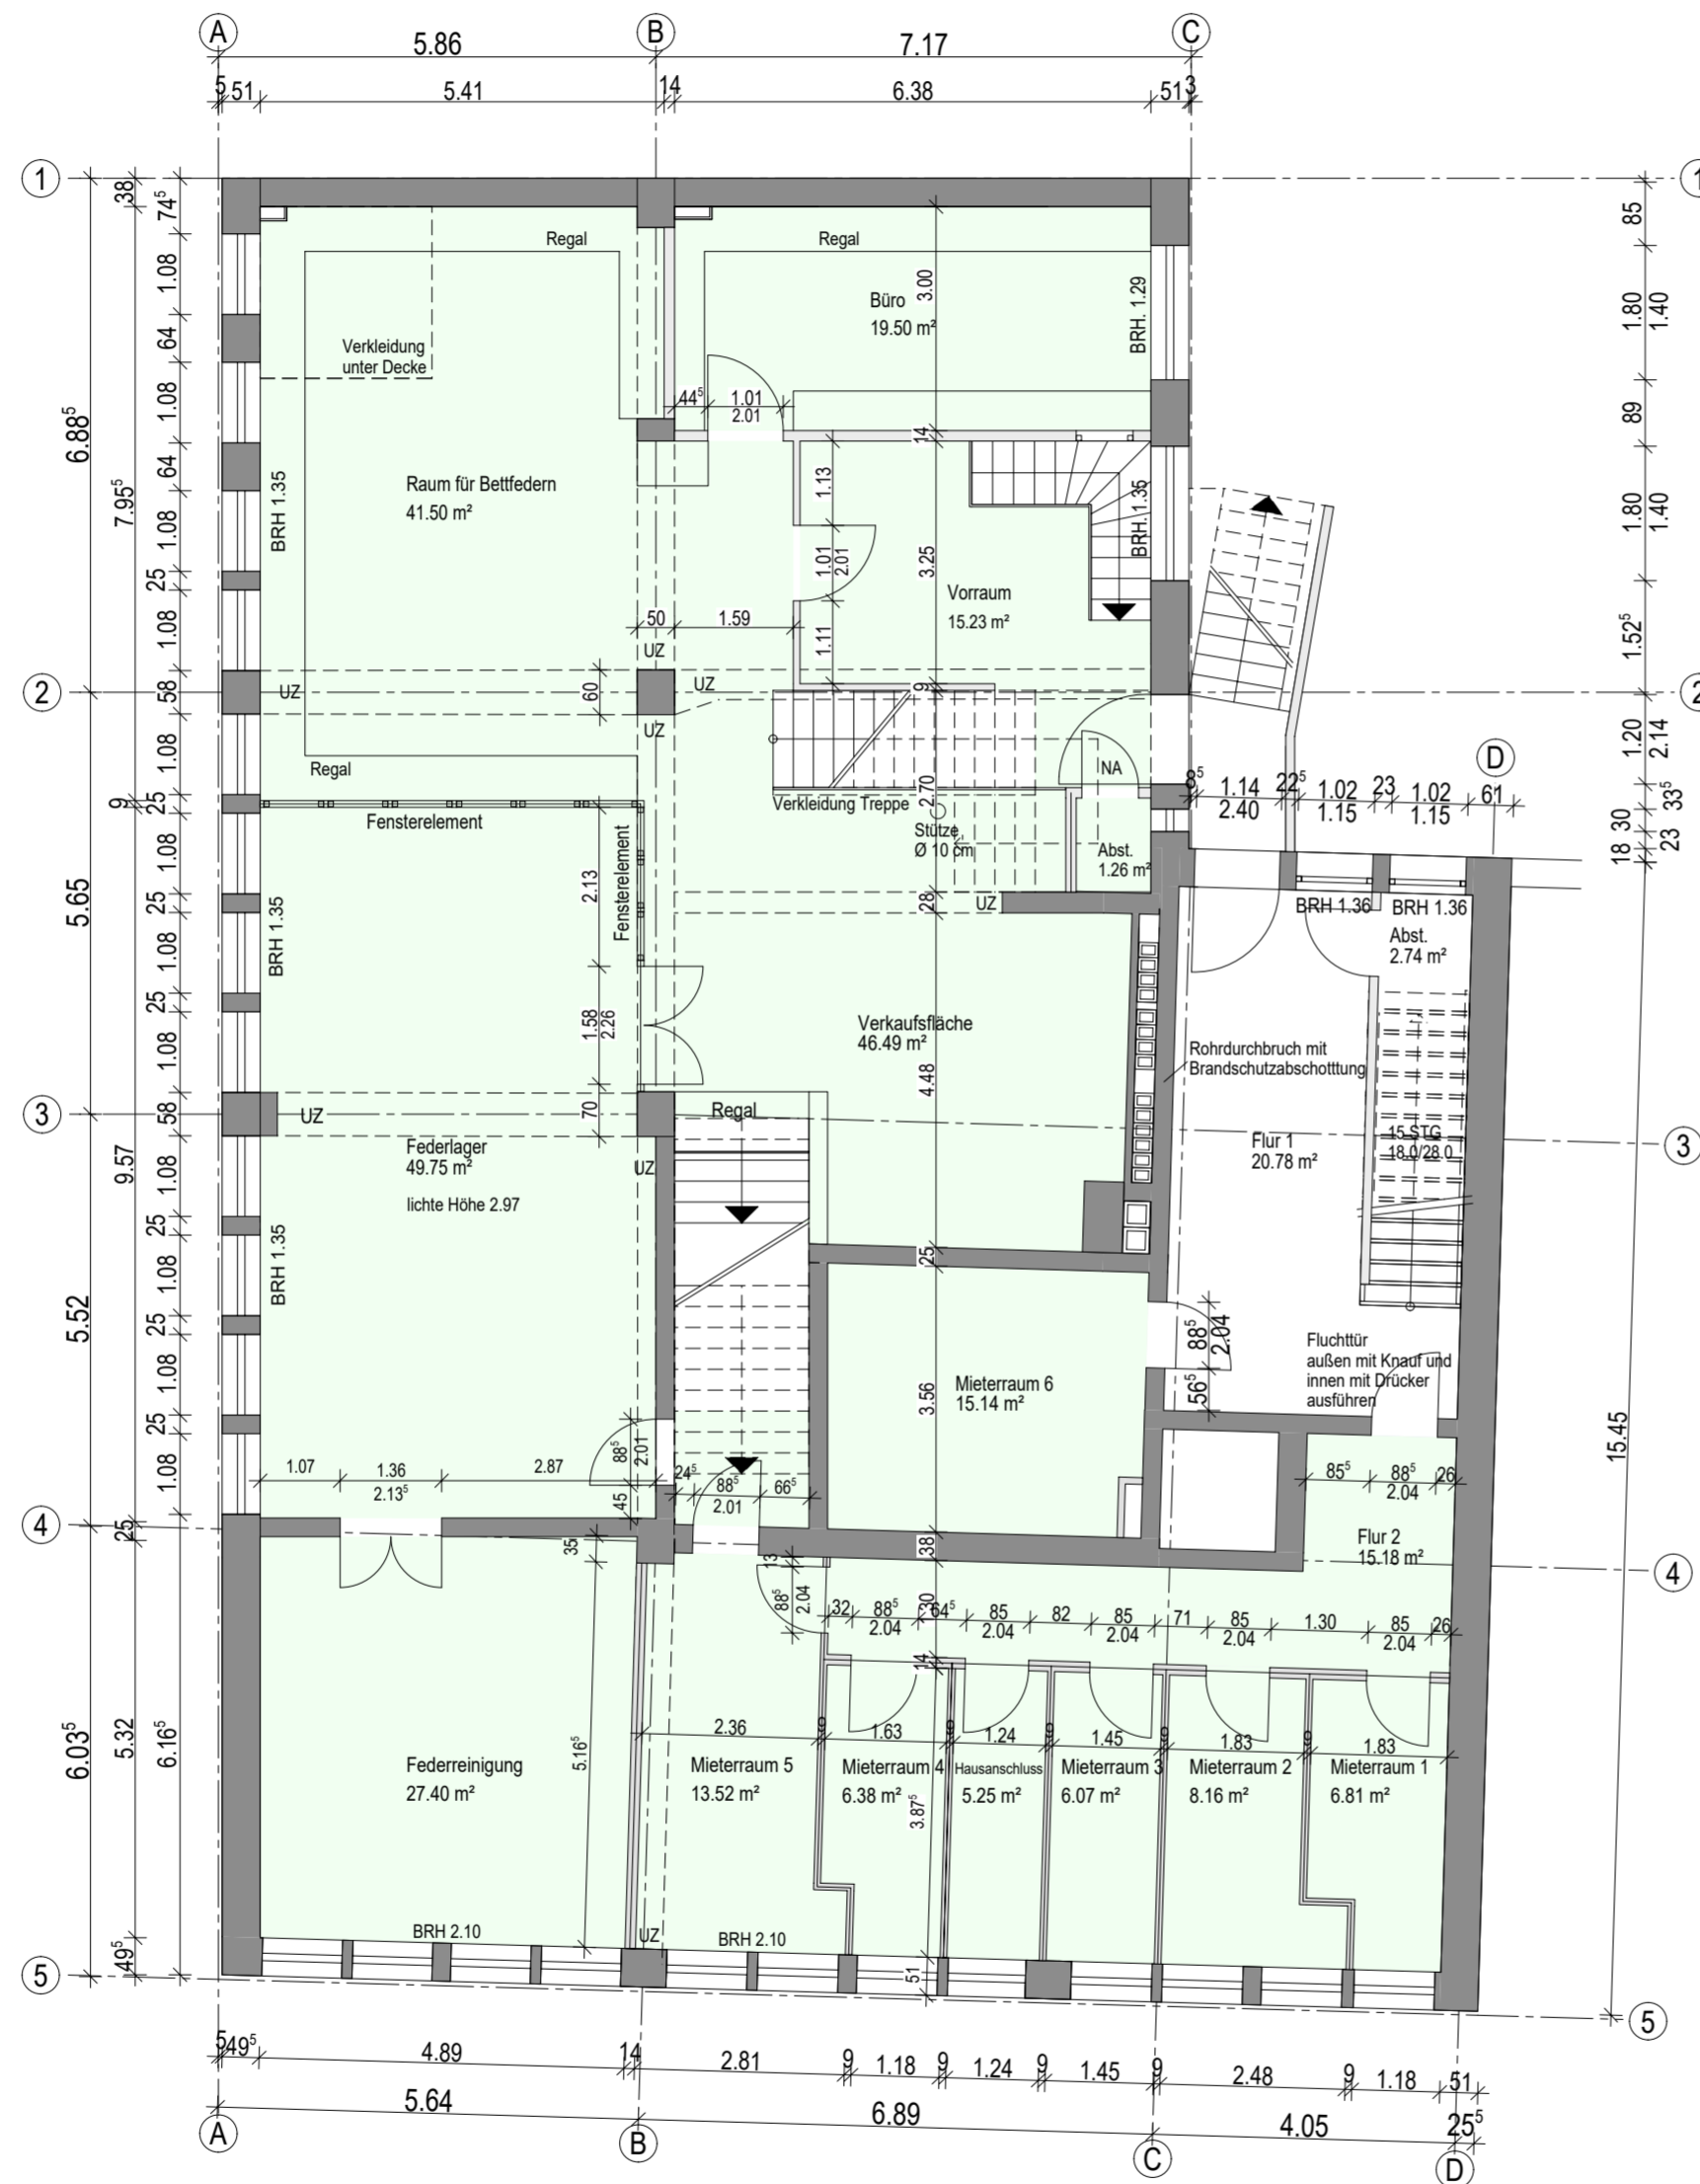 A
B
C
5.86
7.17
5
51
5.41
14
6.38
51
3
1
1
38
74⁵
85
Regal
Regal
1.08
3.00
Büro
19.50 m²
BRH. 1.29
1.80
1.40
64
Verkleidung
unter Decke
1.08
44⁵
1.01
2.01
89
6.88⁵
14
64
1.13
7.95⁵
BRH 1.35
Raum für Bettfedern
41.50 m²
BRH. 1.35
1.80
1.40
1.08
1.01
2.01
3.25
25
Vorraum
15.23 m²
1.08
50
1.59
1.11
1.52⁵
UZ
2
58
UZ
60
UZ
9
2
UZ
1.08
1.20
2.14
D
Regal
NA
2.70
8⁵
1.14
2.40
22⁵
1.02
1.15
23
1.02
1.15
61
33⁵
9
25
Verkleidung Treppe
Fensterelement
Fensterelement
Stütze
Ø 10 cm
Abst.
1.26 m²
30
23
18
1.08
2.13
5.65
25
28
UZ
BRH 1.36
BRH 1.36
Abst.
2.74 m²
BRH 1.35
1.08
25
1.58
2.26
Verkaufsfläche
46.49 m²
4.48
Rohrdurchbruch mit
Brandschutzabschotttung
1.08
3
58
UZ
70
Regal
3
Federlager
49.75 m²
lichte Höhe 2.97
UZ
Flur 1
20.78 m²
15 STG
18.0/28.0
9.57
1.08
25
BRH 1.35
1.08
25
5.52
25
1.08
88⁵
2.04
Fluchttür
außen mit Knauf und
innen mit Drücker
ausführen
56⁵
Mieterraum 6
15.14 m²
3.56
25
1.08
15.45
1.07
1.36
2.13⁵
2.87
88⁵
2.01
45
24⁵
88⁵
2.01
66⁵
85⁵
88⁵
2.04
26
4
25
35
38
13
Flur 2
15.18 m²
4
88⁵
2.04
1.30
32
88⁵
2.04
64⁵
85
2.04
82
85
2.04
71
85
2.04
1.30
85
2.04
26
14
6.03⁵
5.32
6.16⁵
5.16⁵
2.36
1.63
1.24
1.45
1.83
1.83
Federreinigung
27.40 m²
Mieterraum 5
13.52 m²
Mieterraum 4
6.38 m²
Hausanschluss
5.25 m²
Mieterraum 3
6.07 m²
Mieterraum 2
8.16 m²
Mieterraum 1
6.81 m²
3.87⁵
BRH 2.10
UZ
BRH 2.10
49⁵
51
5
5
5
49⁵
4.89
14
2.81
9
1.18
9
1.24
9
1.45
9
2.48
9
1.18
51
5.64
6.89
4.05
25⁵
A
B
C
D